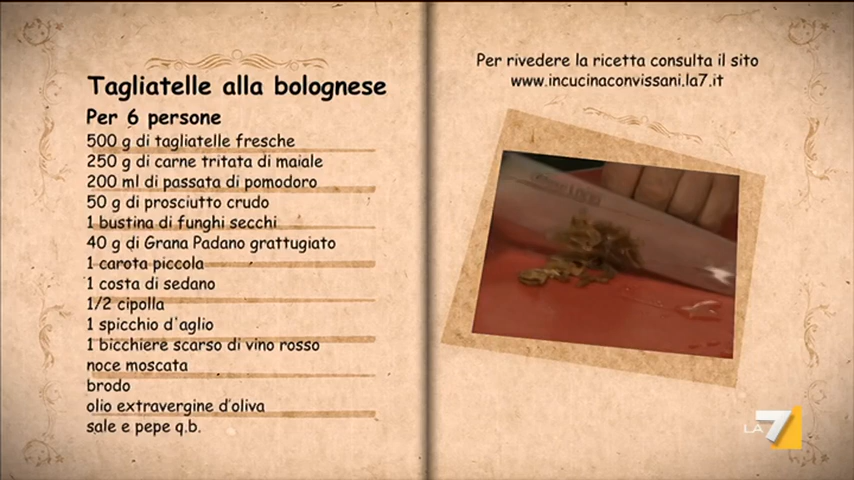 Tagliatelle alla bolognese
Per 6 persone
500 g di tagliatelle fresche
250 g di carne tritata di maiale
200 ml di passata di pomodoro
50 g di prosciutto crudo
1 bustina di funghi secchi
40 g di Grana Padano grattugiato
1 carota piccola
1 costa di sedano
1/2 cipolla
1 spicchio d'aglio
1 bicchiere scarso di vino rosso
noce moscata
brodo
olio extravergine d'oliva
sale e pepe q.b.
Per rivedere la ricetta consulta il sito
www.incucinaconvissani.la7.it
LA7